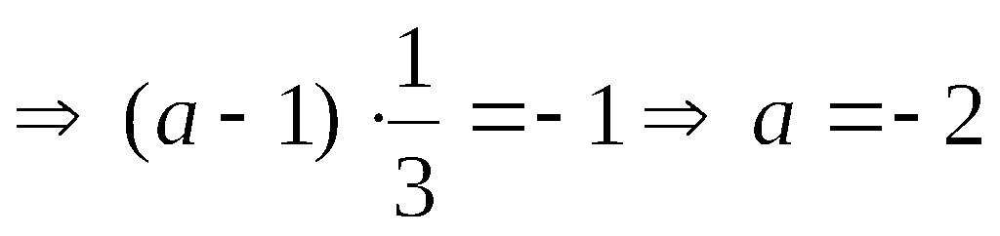 ⇒ (a - 1) · 1/3 = - 1 ⇒ a = - 2